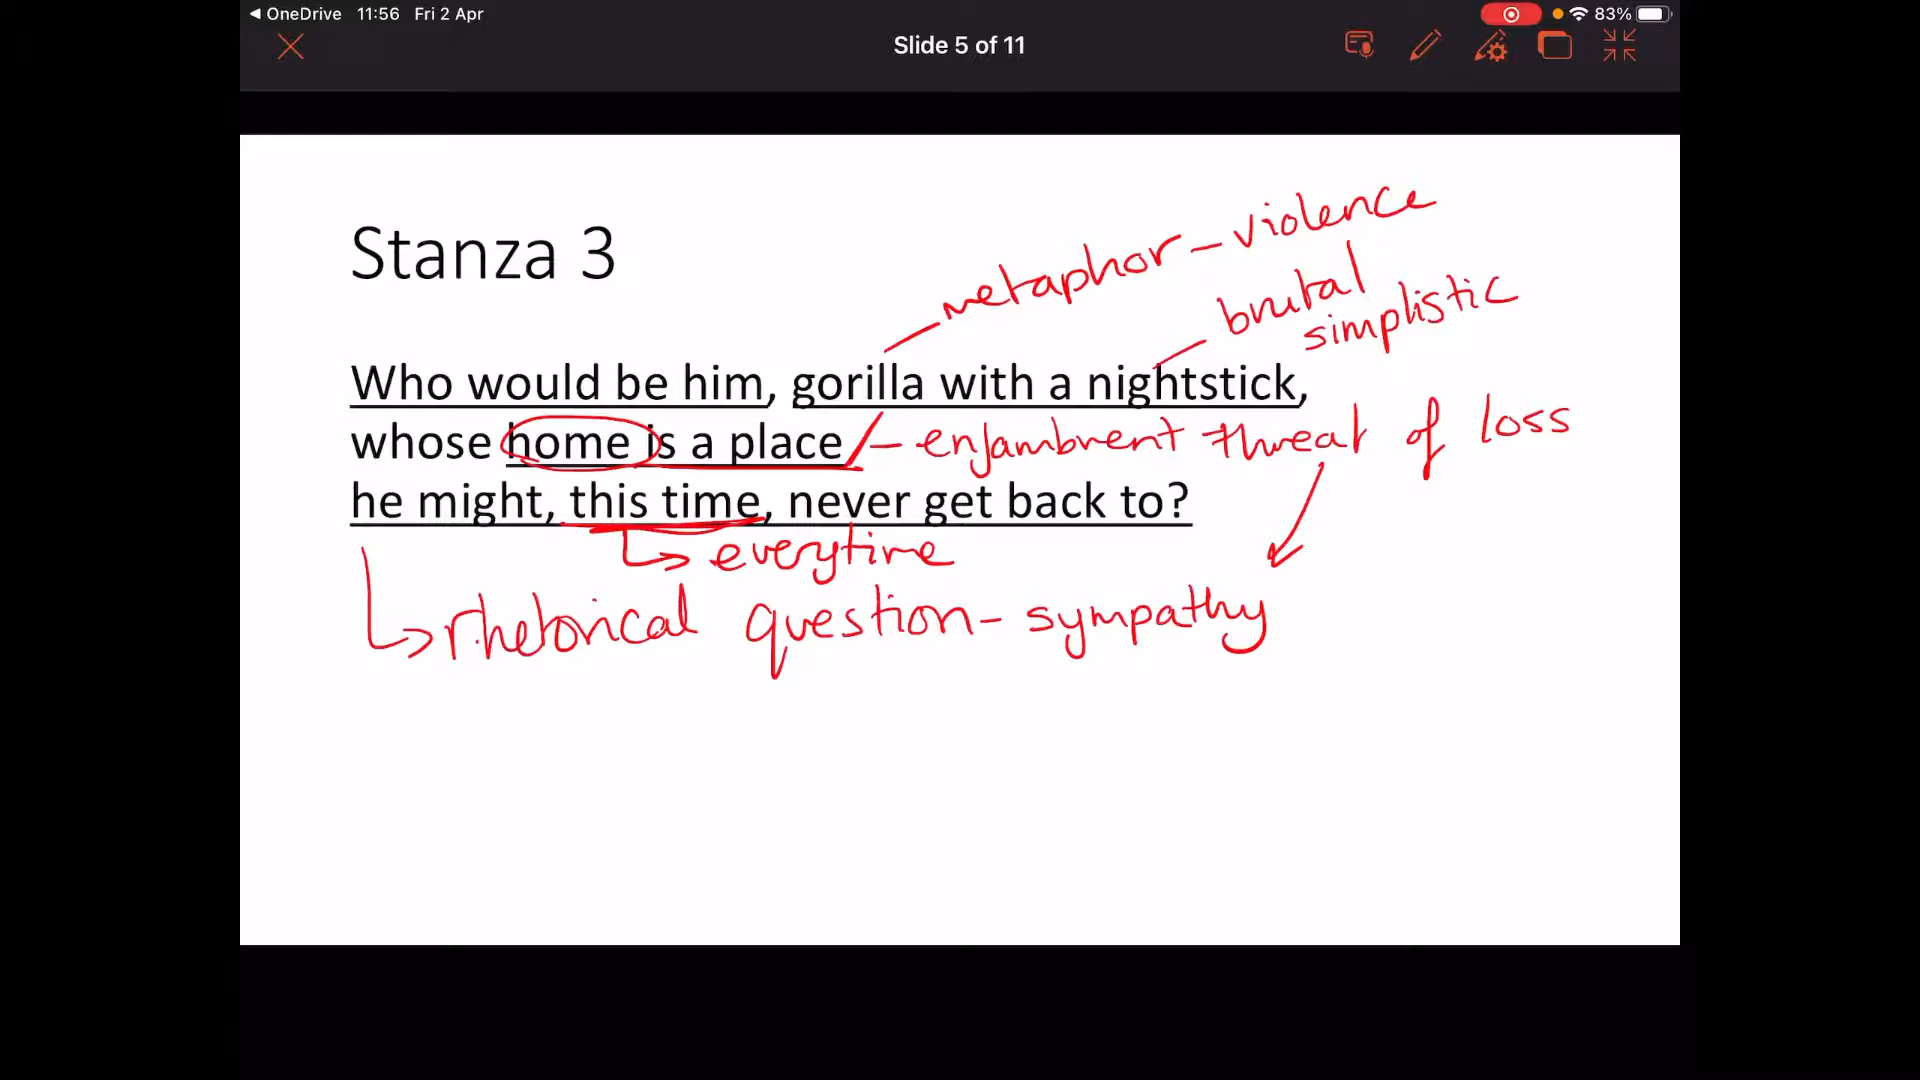 OneDrive 11:56 Fri 2 Apr
83%
Slide 5 of 11
Stanza 3
metaphor - violence
brutal
simplistic
Who would be him, gorilla with a nightstick,
whose home is a place / - enjambment threat of loss
he might, this time, never get back to?
everytime
rhetorical question - sympathy